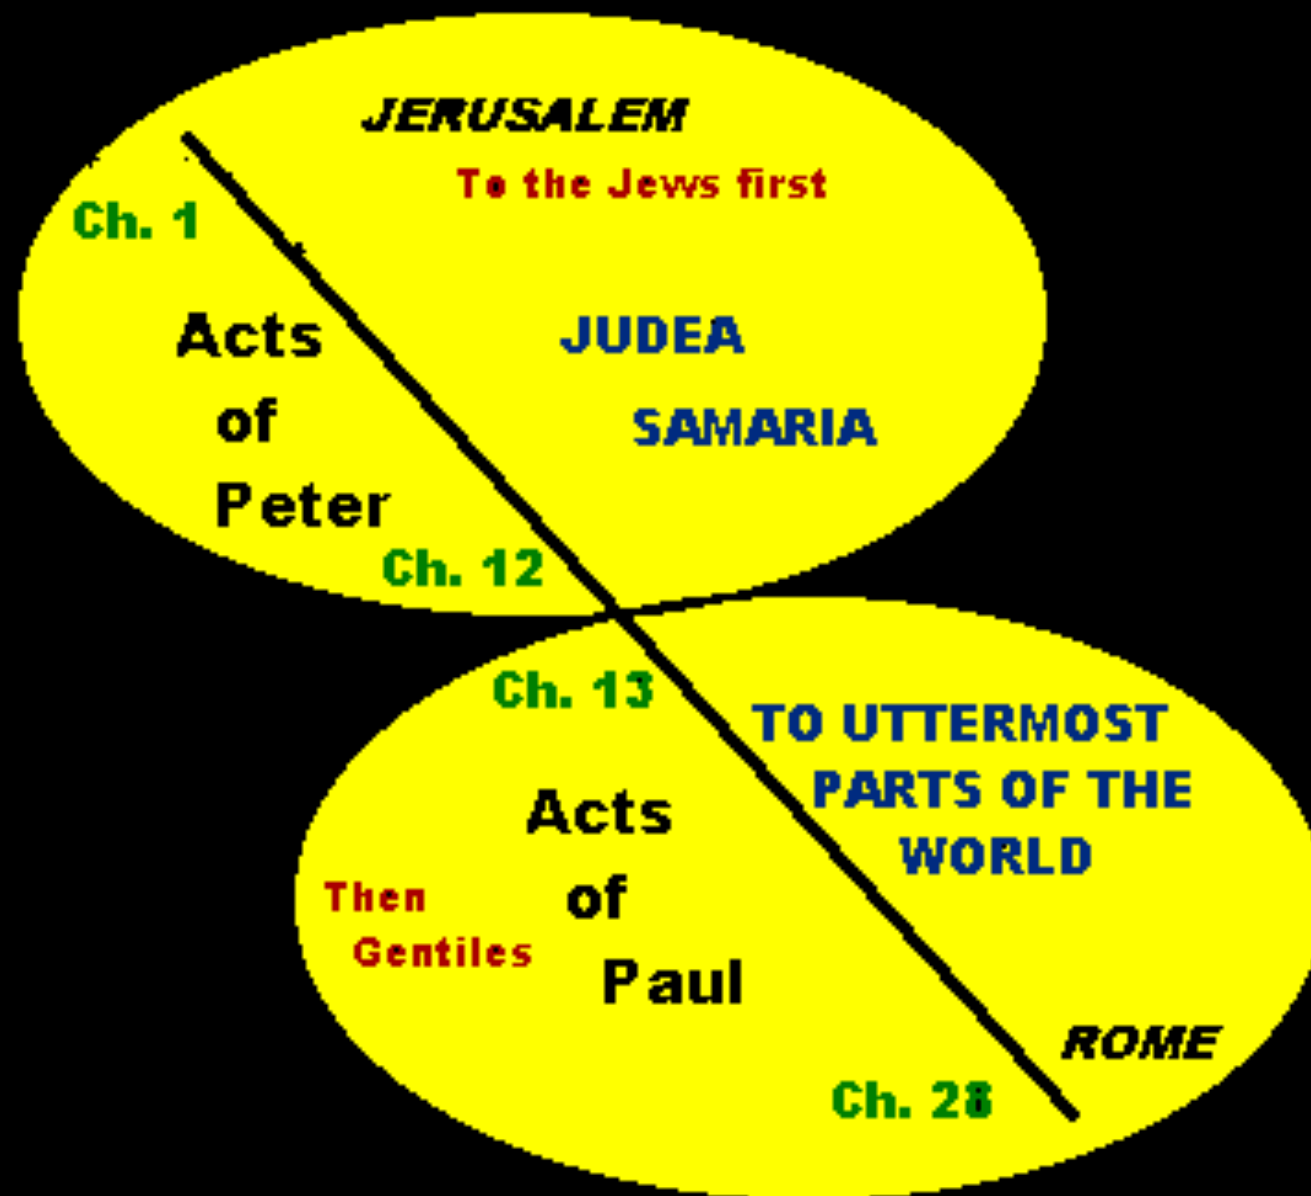 JERUSALEM
To the Jews first
Ch. 1
Acts
of
Peter
JUDEA
SAMARIA
Ch. 12
Ch. 13
TO UTTERMOST
PARTS OF THE
WORLD
Acts
of
Paul
Then
Gentiles
ROME
Ch. 28